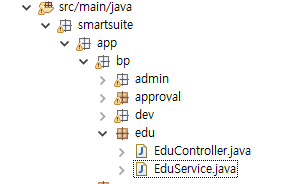 src/main/java
smartsuite
app
bp
admin
approval
dev
edu
EduController.java
EduService.java